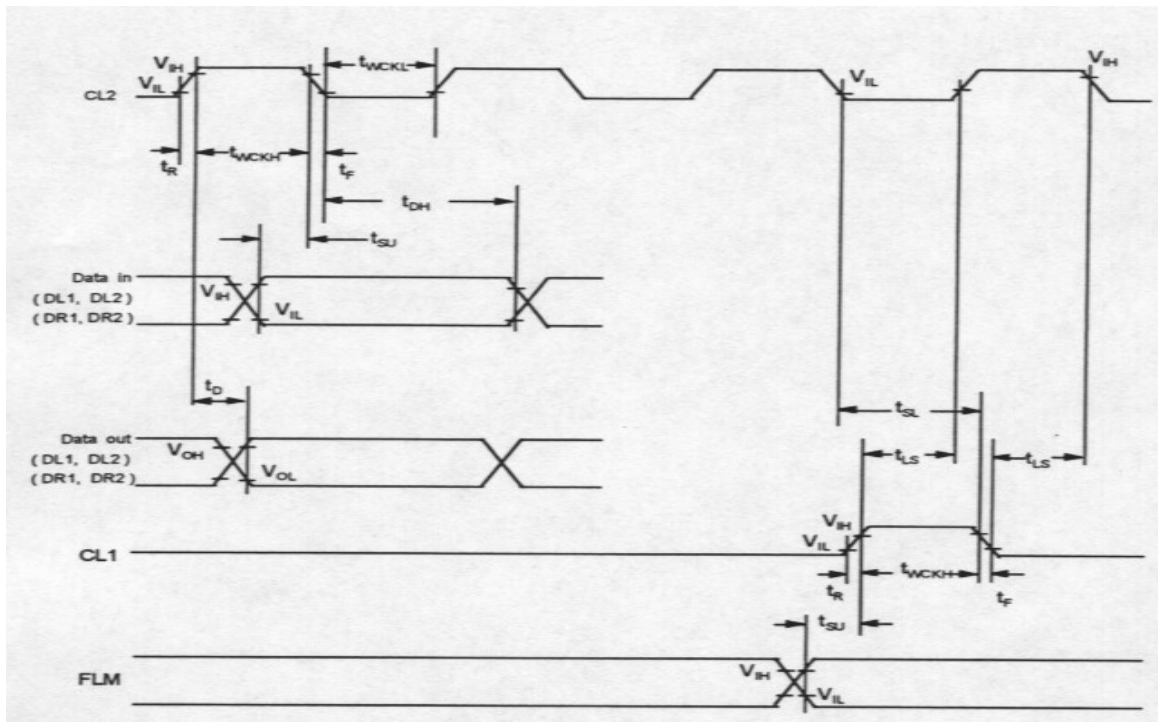 VIH
tWCKL
VIH
VIL
VIL
CL2
tR
tWCKH
tF
tDH
tSU
Data in
(DL1, DL2)
(DR1, DR2)
VIH
VIL
tD
tSL
Data out
(DL1, DL2)
(DR1, DR2)
VOH
VOL
tLS
tLS
VIH
VIL
CL1
tR
tWCKH
tF
tSU
FLM
VIH
VIL